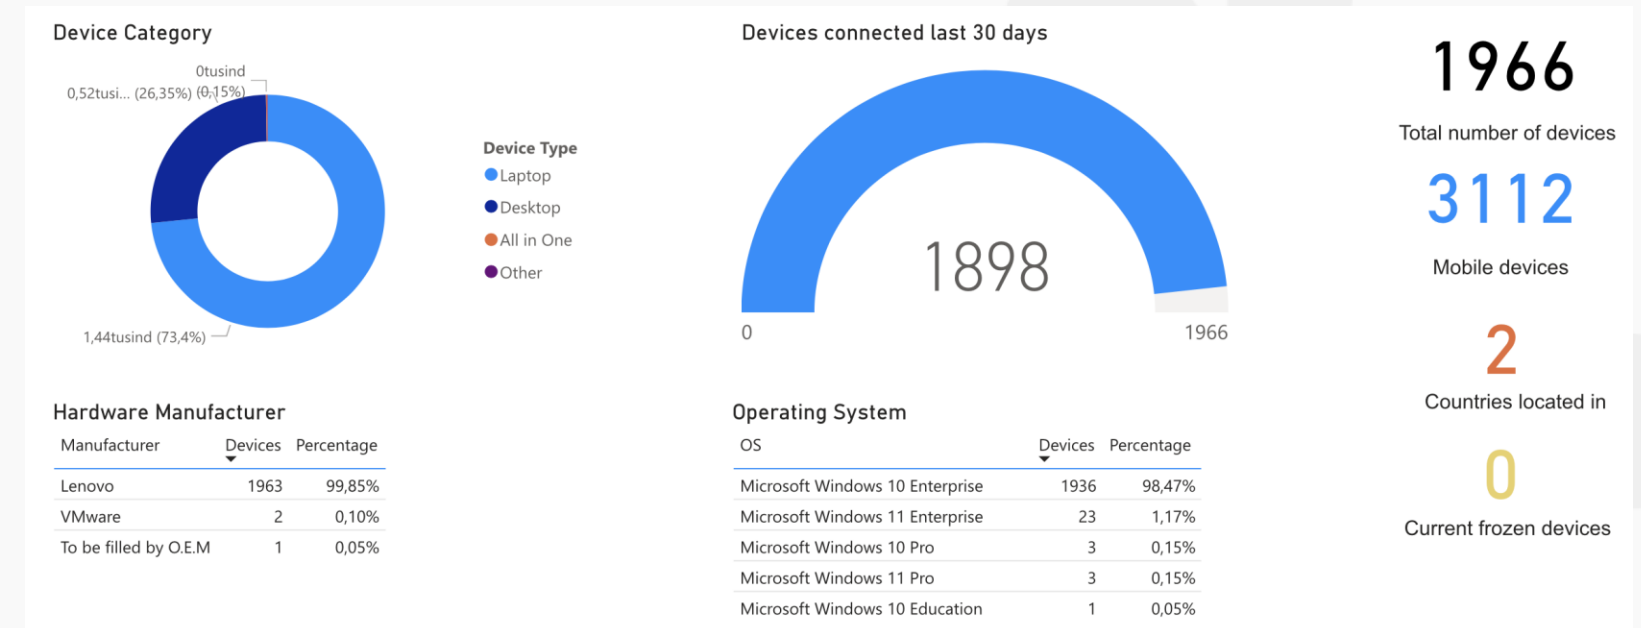 Device Category
0tusind
(0,15%)
0,52tusi... (26,35%)
1,44tusind (73,4%)
Device Type
Laptop
Desktop
All in One
Other
Devices connected last 30 days
1898
0
1966
1966
Total number of devices
3112
Mobile devices
2
Countries located in
0
Current frozen devices
Hardware Manufacturer
Manufacturer Devices Percentage
Lenovo 1963 99,85%
VMware 2 0,10%
To be filled by O.E.M 1 0,05%
Operating System
OS Devices Percentage
Microsoft Windows 10 Enterprise 1936 98,47%
Microsoft Windows 11 Enterprise 23 1,17%
Microsoft Windows 10 Pro 3 0,15%
Microsoft Windows 11 Pro 3 0,15%
Microsoft Windows 10 Education 1 0,05%